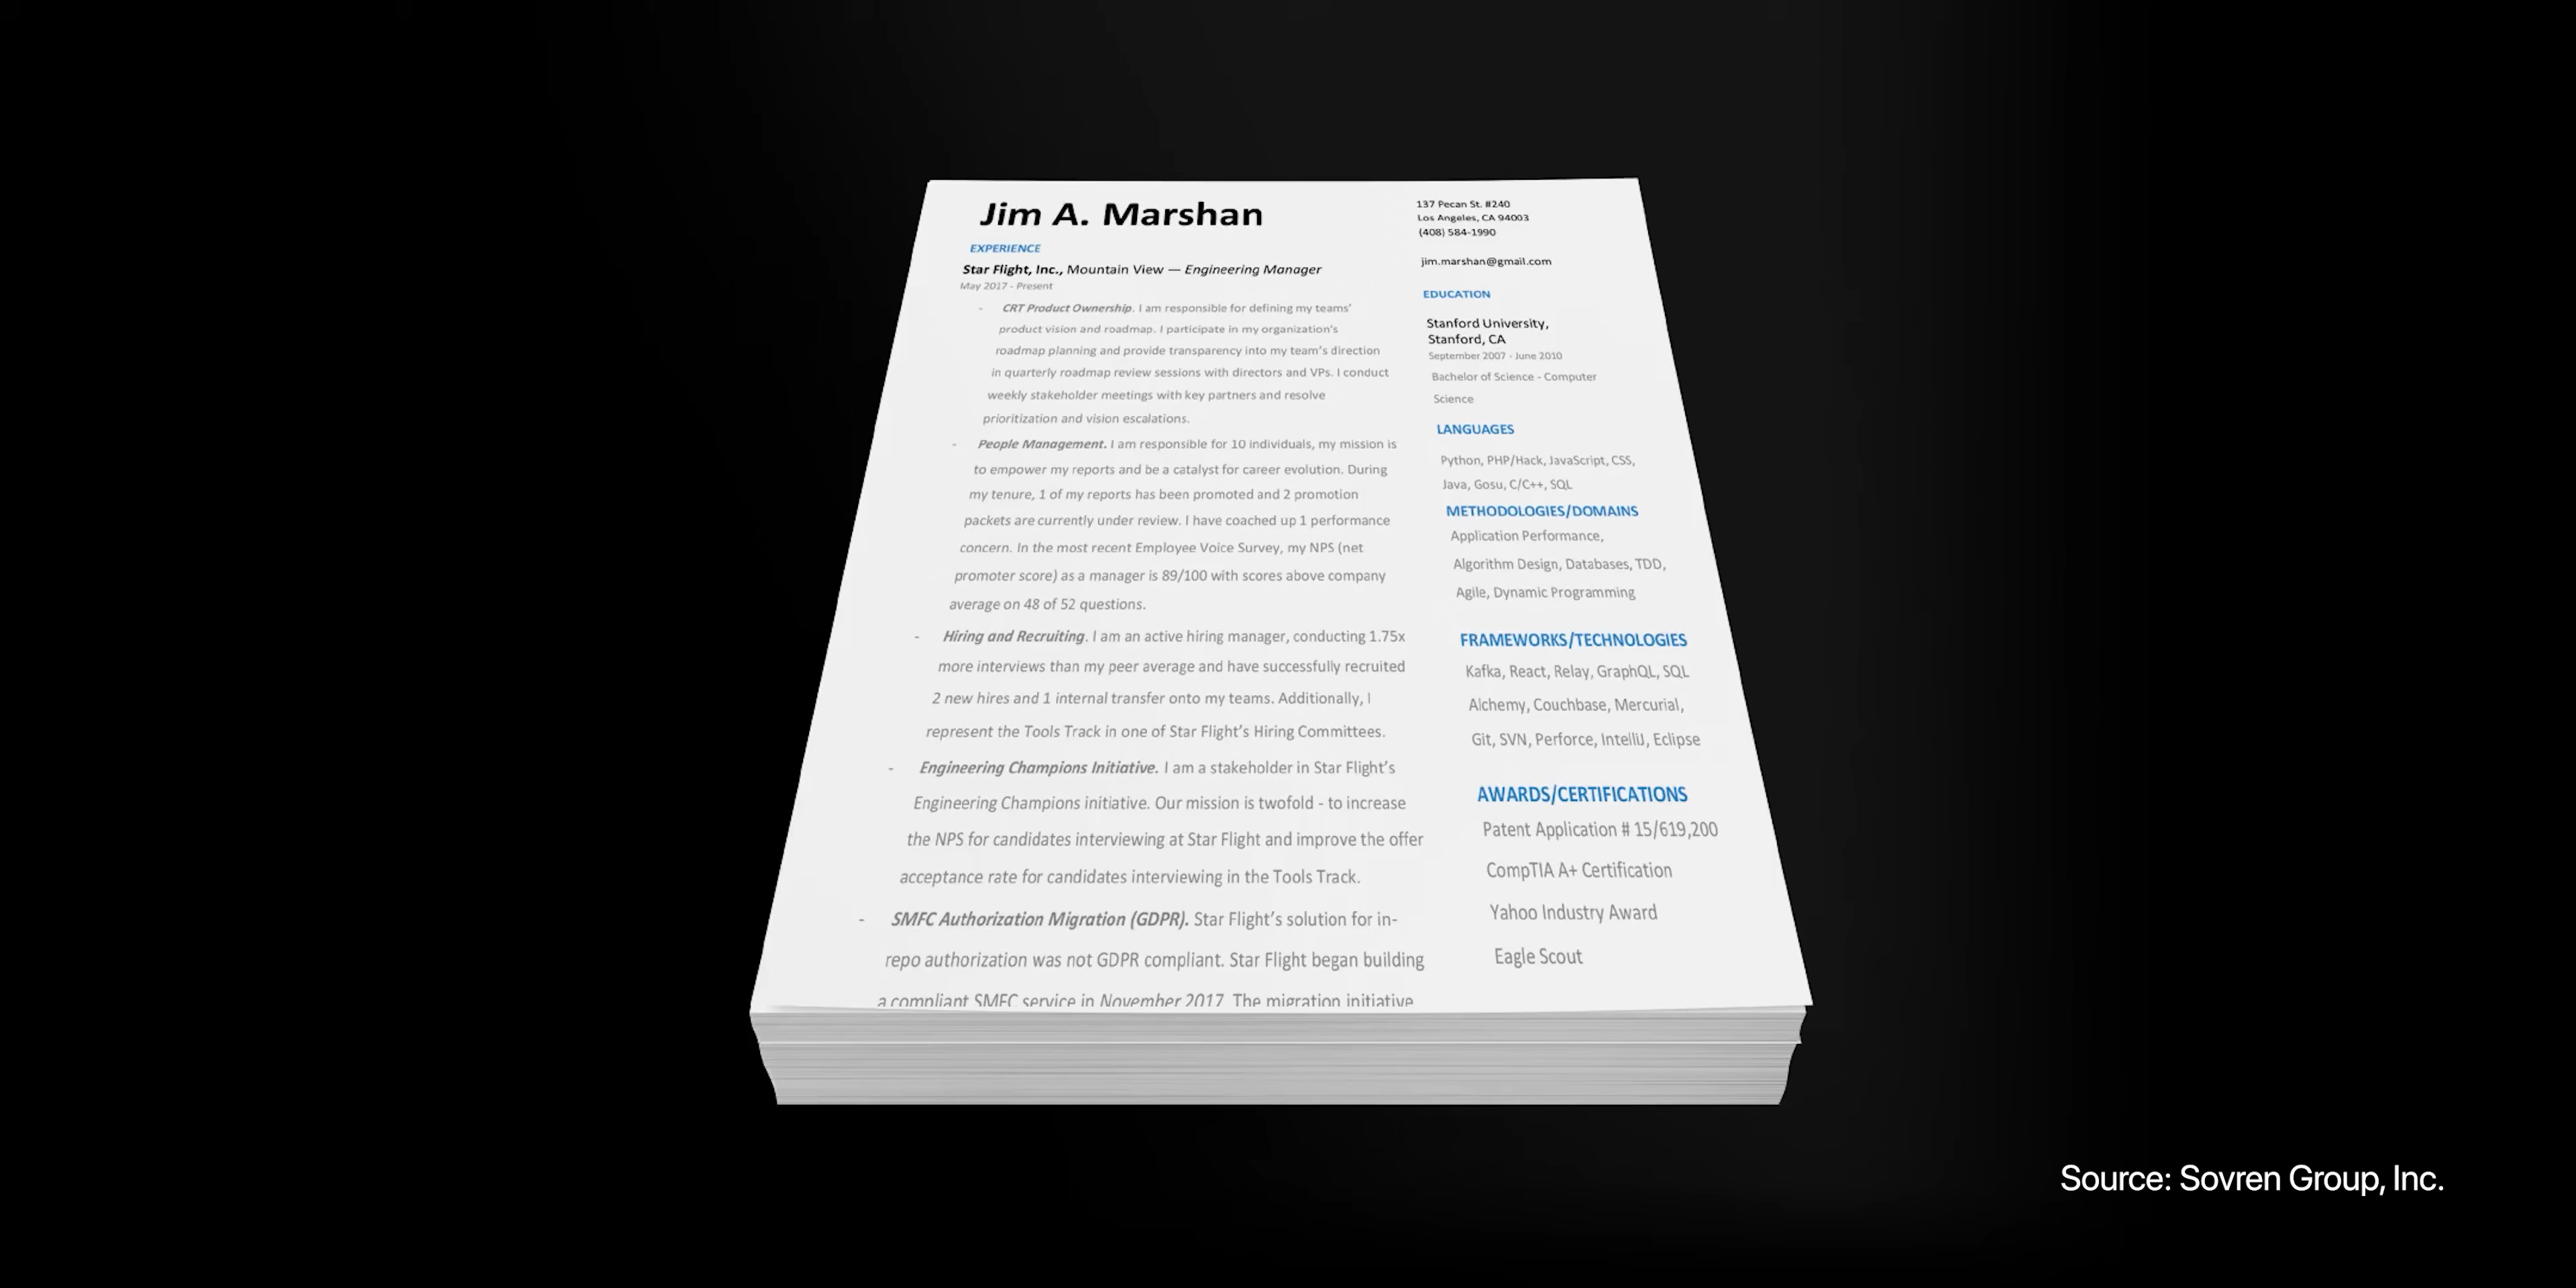 Jim A. Marshan
EXPERIENCE
Star Flight, Inc., Mountain View — Engineering Manager
May 2017 - Present
- CRT Product Ownership. I am responsible for defining my teams’
product vision and roadmap. I participate in my organization’s
roadmap planning and provide transparency into my team’s direction
in quarterly roadmap review sessions with directors and VPs. I conduct
weekly stakeholder meetings with key partners and resolve
prioritization and vision escalations.
- People Management. I am responsible for 10 individuals, my mission is
to empower my reports and be a catalyst for career evolution. During
my tenure, 1 of my reports has been promoted and 2 promotion
packets are currently under review. I have coached up 1 performance
concern. In the most recent Employee Voice Survey, my NPS (net
promoter score) as a manager is 89/100 with scores above company
average on 48 of 52 questions.
- Hiring and Recruiting. I am an active hiring manager, conducting 1.75x
more interviews than my peer average and have successfully recruited
2 new hires and 1 internal transfer onto my teams. Additionally, I
represent the Tools Track in one of Star Flight’s Hiring Committees.
- Engineering Champions Initiative. I am a stakeholder in Star Flight’s
Engineering Champions initiative. Our mission is twofold - to increase
the NPS for candidates interviewing at Star Flight and improve the offer
acceptance rate for candidates interviewing in the Tools Track.
- SMFC Authorization Migration (GDPR). Star Flight’s solution for in-
repo authorization was not GDPR compliant. Star Flight began building
a compliant SMFC service in November 2017. The migration initiative
137 Pecan St. #240
Los Angeles, CA 94003
(408) 584-1990
jim.marshan@gmail.com
EDUCATION
Stanford University,
Stanford, CA
September 2007 - June 2010
Bachelor of Science - Computer
Science
LANGUAGES
Python, PHP/Hack, JavaScript, CSS,
Java, Gosu, C/C++, SQL
METHODOLOGIES/DOMAINS
Application Performance,
Algorithm Design, Databases, TDD,
Agile, Dynamic Programming
FRAMEWORKS/TECHNOLOGIES
Kafka, React, Relay, GraphQL, SQL
Alchemy, Couchbase, Mercurial,
Git, SVN, Perforce, IntelliJ, Eclipse
AWARDS/CERTIFICATIONS
Patent Application # 15/619,200
CompTIA A+ Certification
Yahoo Industry Award
Eagle Scout
Source: Sovren Group, Inc.